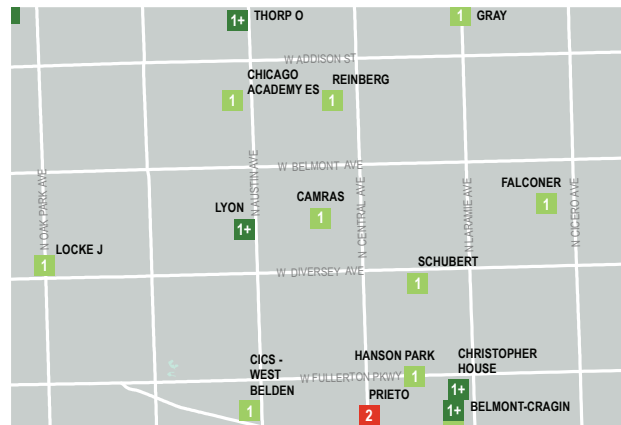 1+ THORP O
1 GRAY
W ADDISON ST
CHICAGO
ACADEMY ES
1
REINBERG
1
W BELMONT AVE
N OAK PARK AVE
N AUSTIN AVE
N CENTRAL AVE
N LARAMIE AVE
N CICERO AVE
FALCONER
1
CAMRAS
1
LYON
1+
LOCKE J
1
W DIVERSEY AVE
SCHUBERT
1
CICS -
WEST
BELDEN
1
W FULLERTON PKWY
HANSON PARK
1
CHRISTOPHER
HOUSE
1+
PRIETO
2
1+ BELMONT-CRAGIN